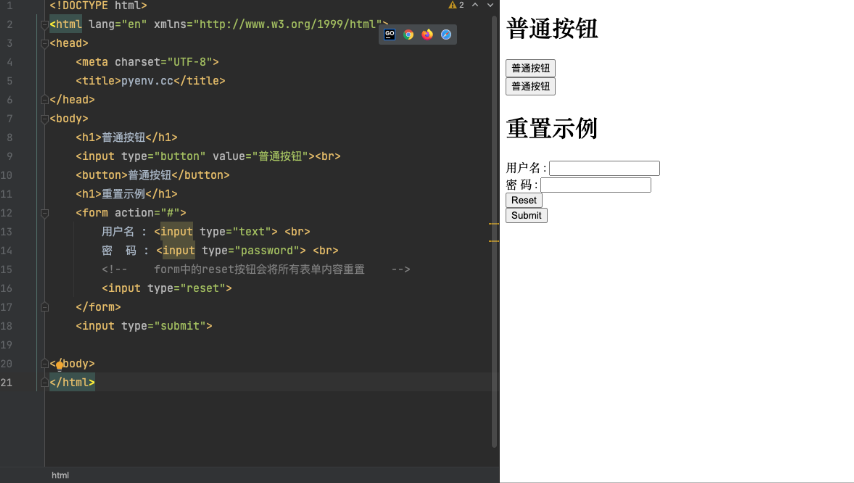 1 <!DOCTYPE html>
2 <html lang="en" xmlns="http://www.w3.org/1999/html">
3 <head>
4 <meta charset="UTF-8">
5 <title>pyenv.cc</title>
6 </head>
7 <body>
8 <h1>普通按钮</h1>
9 <input type="button" value="普通按钮"><br>
10 <button>普通按钮</button>
11 <h1>重置示例</h1>
12 <form action="#">
13 用户名 : <input type="text"> <br>
14 密 码 : <input type="password"> <br>
15 <!-- form中的reset按钮会将所有表单内容重置 -->
16 <input type="reset">
17 </form>
18 <input type="submit">
19
20 </body>
21 </html>
2
GO
html
普通按钮
普通按钮
普通按钮
重置示例
用户名 :
密 码 :
Reset
Submit